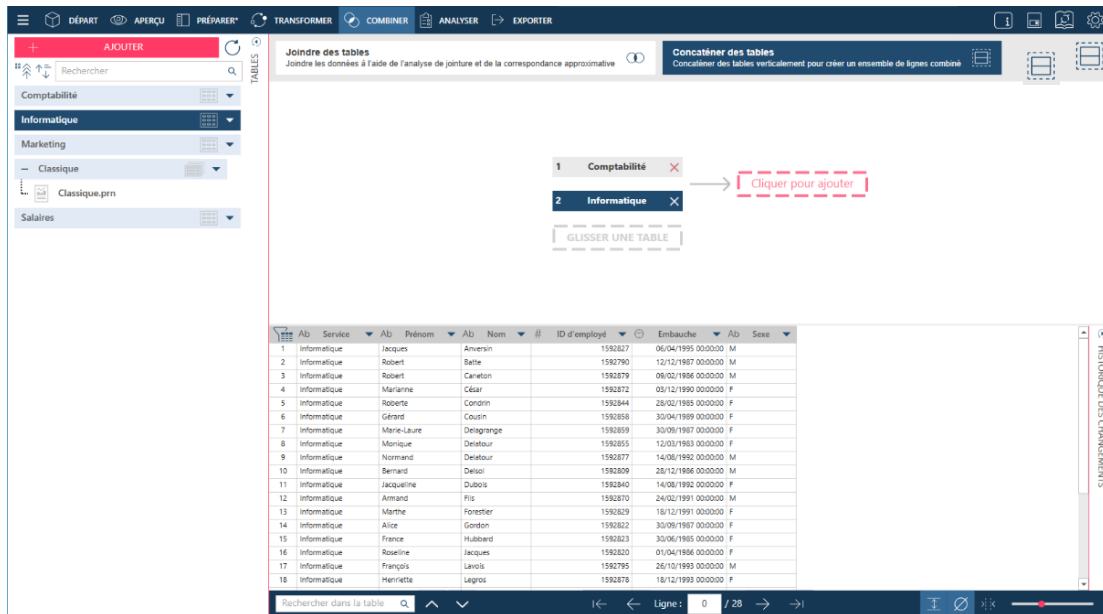 DÉPART APERÇU PRÉPARER* TRANSFORMER COMBINER ANALYSER EXPORTER
AJOUTER
Rechercher
TABLES
Comptabilité
Informatique
Marketing
Classique
Classique.prn
Salaires
Joindre des tables
Joindre les données à l'aide de l'analyse de jointure et de la correspondance approximative
Concaténer des tables
Concaténer des tables verticalement pour créer un ensemble de lignes combiné
1 Comptabilité
2 Informatique
GLISSER UNE TABLE
Cliquer pour ajouter
Ab Service Ab Prénom Ab Nom # ID d'employé Embauche Ab Sexe
1 Informatique Jacques Anversin 1592827 06/04/1995 00:00:00 M
2 Informatique Robert Batte 1592790 12/12/1987 00:00:00 M
3 Informatique Robert Caneton 1592879 09/02/1986 00:00:00 M
4 Informatique Marianne César 1592872 03/12/1990 00:00:00 F
5 Informatique Roberte Condrin 1592844 28/02/1985 00:00:00 F
6 Informatique Gérard Cousin 1592858 30/04/1989 00:00:00 F
7 Informatique Marie-Laure Delagrange 1592859 30/09/1987 00:00:00 F
8 Informatique Monique Delatour 1592855 12/03/1983 00:00:00 F
9 Informatique Normand Delatour 1592877 14/08/1992 00:00:00 M
10 Informatique Bernard Delsol 1592809 28/12/1986 00:00:00 M
11 Informatique Jacqueline Dubois 1592840 14/08/1992 00:00:00 F
12 Informatique Armand Fils 1592870 24/02/1991 00:00:00 M
13 Informatique Marthe Forestier 1592829 18/12/1991 00:00:00 F
14 Informatique Alice Gordon 1592822 30/09/1987 00:00:00 F
15 Informatique France Hubbard 1592823 30/06/1985 00:00:00 F
16 Informatique Roseline Jacques 1592820 01/04/1986 00:00:00 F
17 Informatique François Lavois 1592795 26/10/1993 00:00:00 M
18 Informatique Henriette Legros 1592878 18/12/1993 00:00:00 F
HISTORIQUE DES CHANGEMENTS
Rechercher dans la table
Ligne : 0 / 28